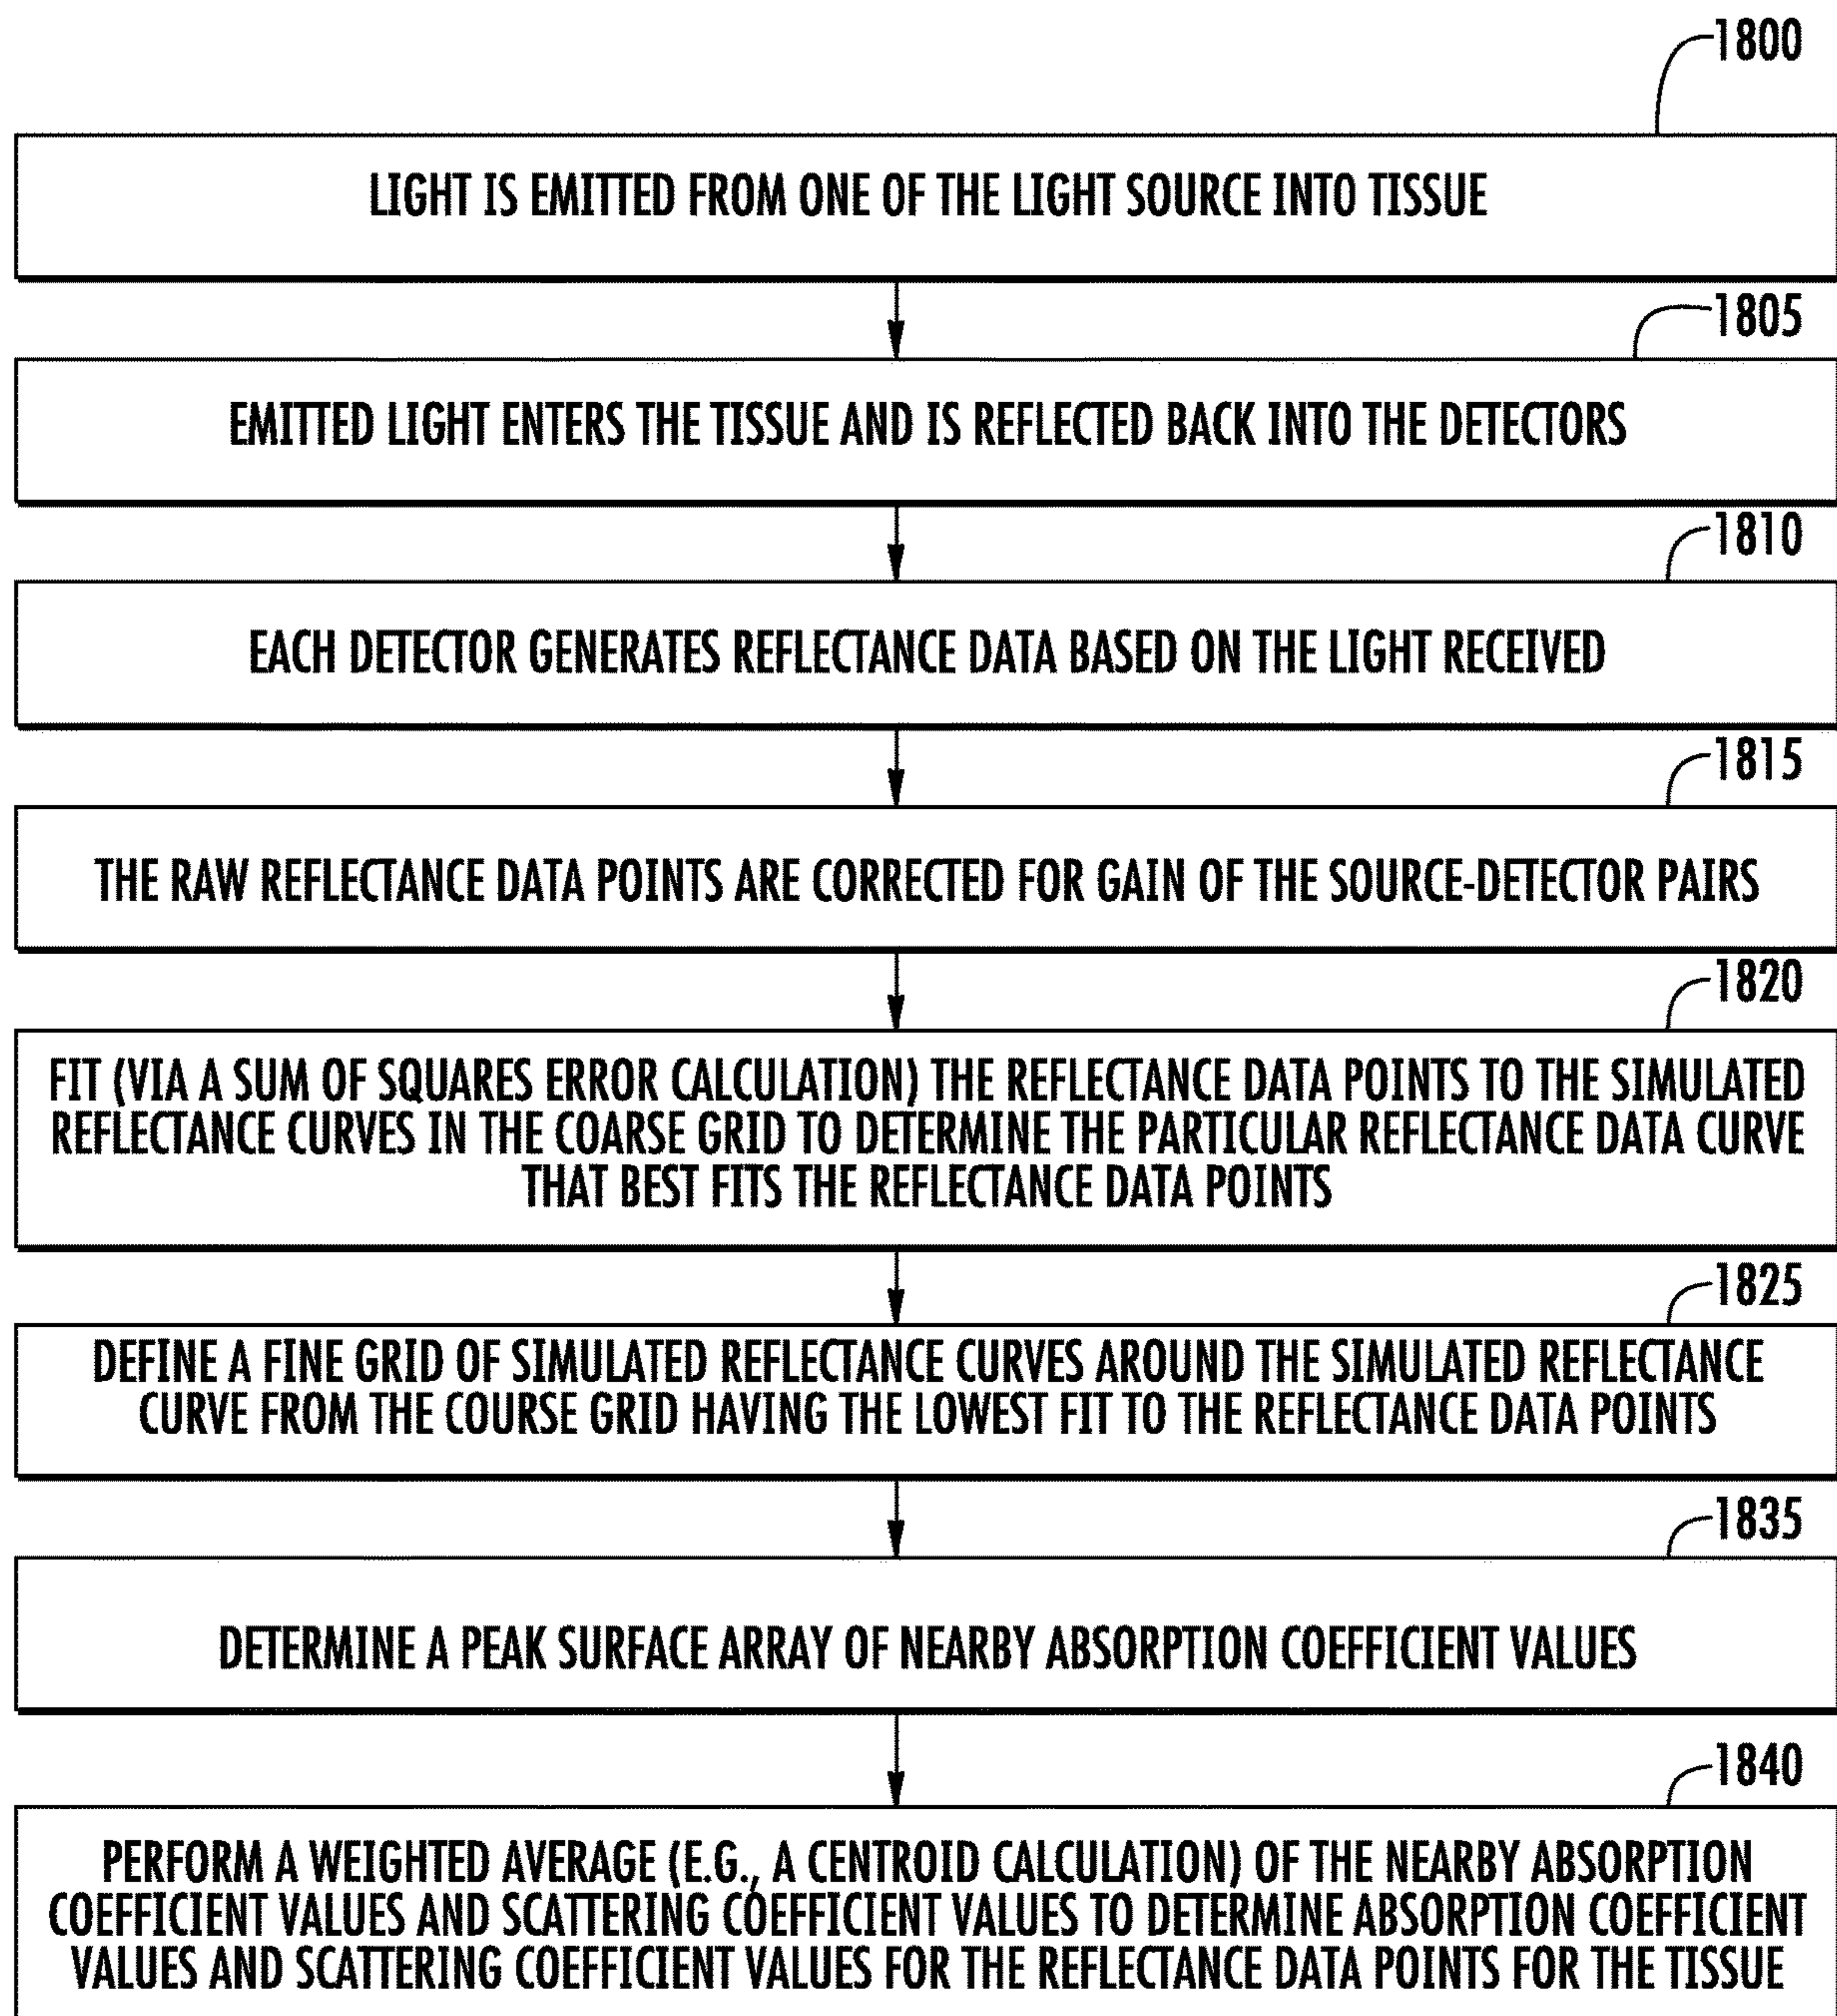 1800
LIGHT IS EMITTED FROM ONE OF THE LIGHT SOURCE INTO TISSUE
1805
EMITTED LIGHT ENTERS THE TISSUE AND IS REFLECTED BACK INTO THE DETECTORS
1810
EACH DETECTOR GENERATES REFLECTANCE DATA BASED ON THE LIGHT RECEIVED
1815
THE RAW REFLECTANCE DATA POINTS ARE CORRECTED FOR GAIN OF THE SOURCE-DETECTOR PAIRS
1820
FIT (VIA A SUM OF SQUARES ERROR CALCULATION) THE REFLECTANCE DATA POINTS TO THE SIMULATED
REFLECTANCE CURVES IN THE COARSE GRID TO DETERMINE THE PARTICULAR REFLECTANCE DATA CURVE
THAT BEST FITS THE REFLECTANCE DATA POINTS
1825
DEFINE A FINE GRID OF SIMULATED REFLECTANCE CURVES AROUND THE SIMULATED REFLECTANCE
CURVE FROM THE COURSE GRID HAVING THE LOWEST FIT TO THE REFLECTANCE DATA POINTS
1835
DETERMINE A PEAK SURFACE ARRAY OF NEARBY ABSORPTION COEFFICIENT VALUES
1840
PERFORM A WEIGHTED AVERAGE (E.G., A CENTROID CALCULATION) OF THE NEARBY ABSORPTION
COEFFICIENT VALUES AND SCATTERING COEFFICIENT VALUES TO DETERMINE ABSORPTION COEFFICIENT
VALUES AND SCATTERING COEFFICIENT VALUES FOR THE REFLECTANCE DATA POINTS FOR THE TISSUE